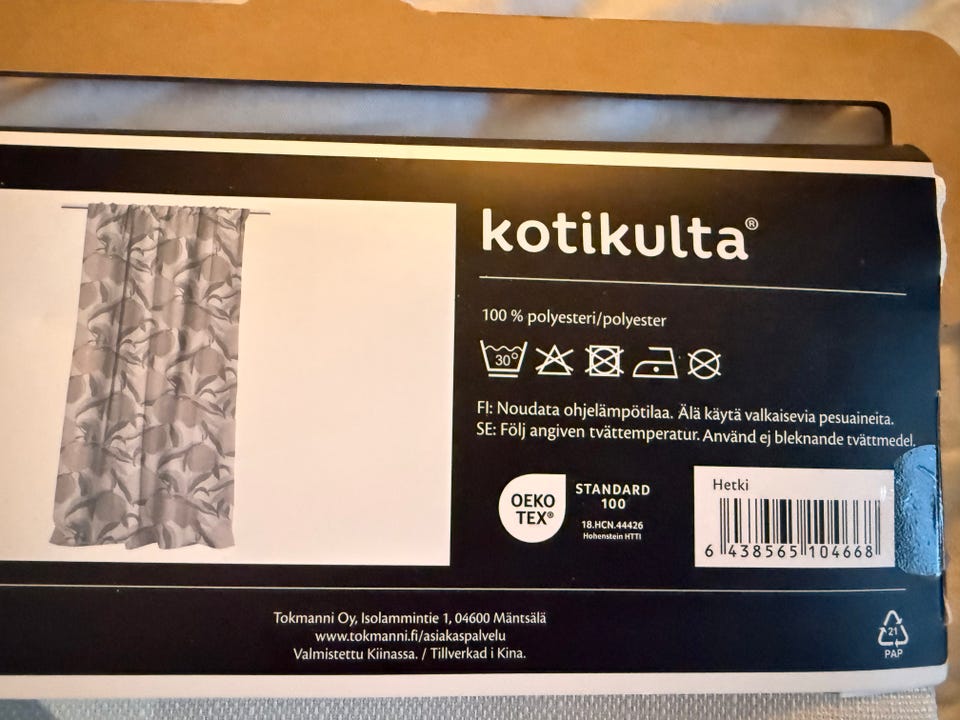 kotikulta®
100 % polyesteri/polyester
30°
FI: Noudata ohjelämpötilaa. Älä käytä valkaisevia pesuaineita.
SE: Följ angiven tvättemperatur. Använd ej bleknande tvättmedel.
OEKO
TEX®
STANDARD
100
18.HCN.44426
Hohenstein HTTI
Hetki
6 438565 104668
Tokmanni Oy, Isolammintie 1, 04600 Mäntsälä
www.tokmanni.fi/asiakaspalvelu
Valmistettu Kiinassa. / Tillverkad i Kina.
21
PAP